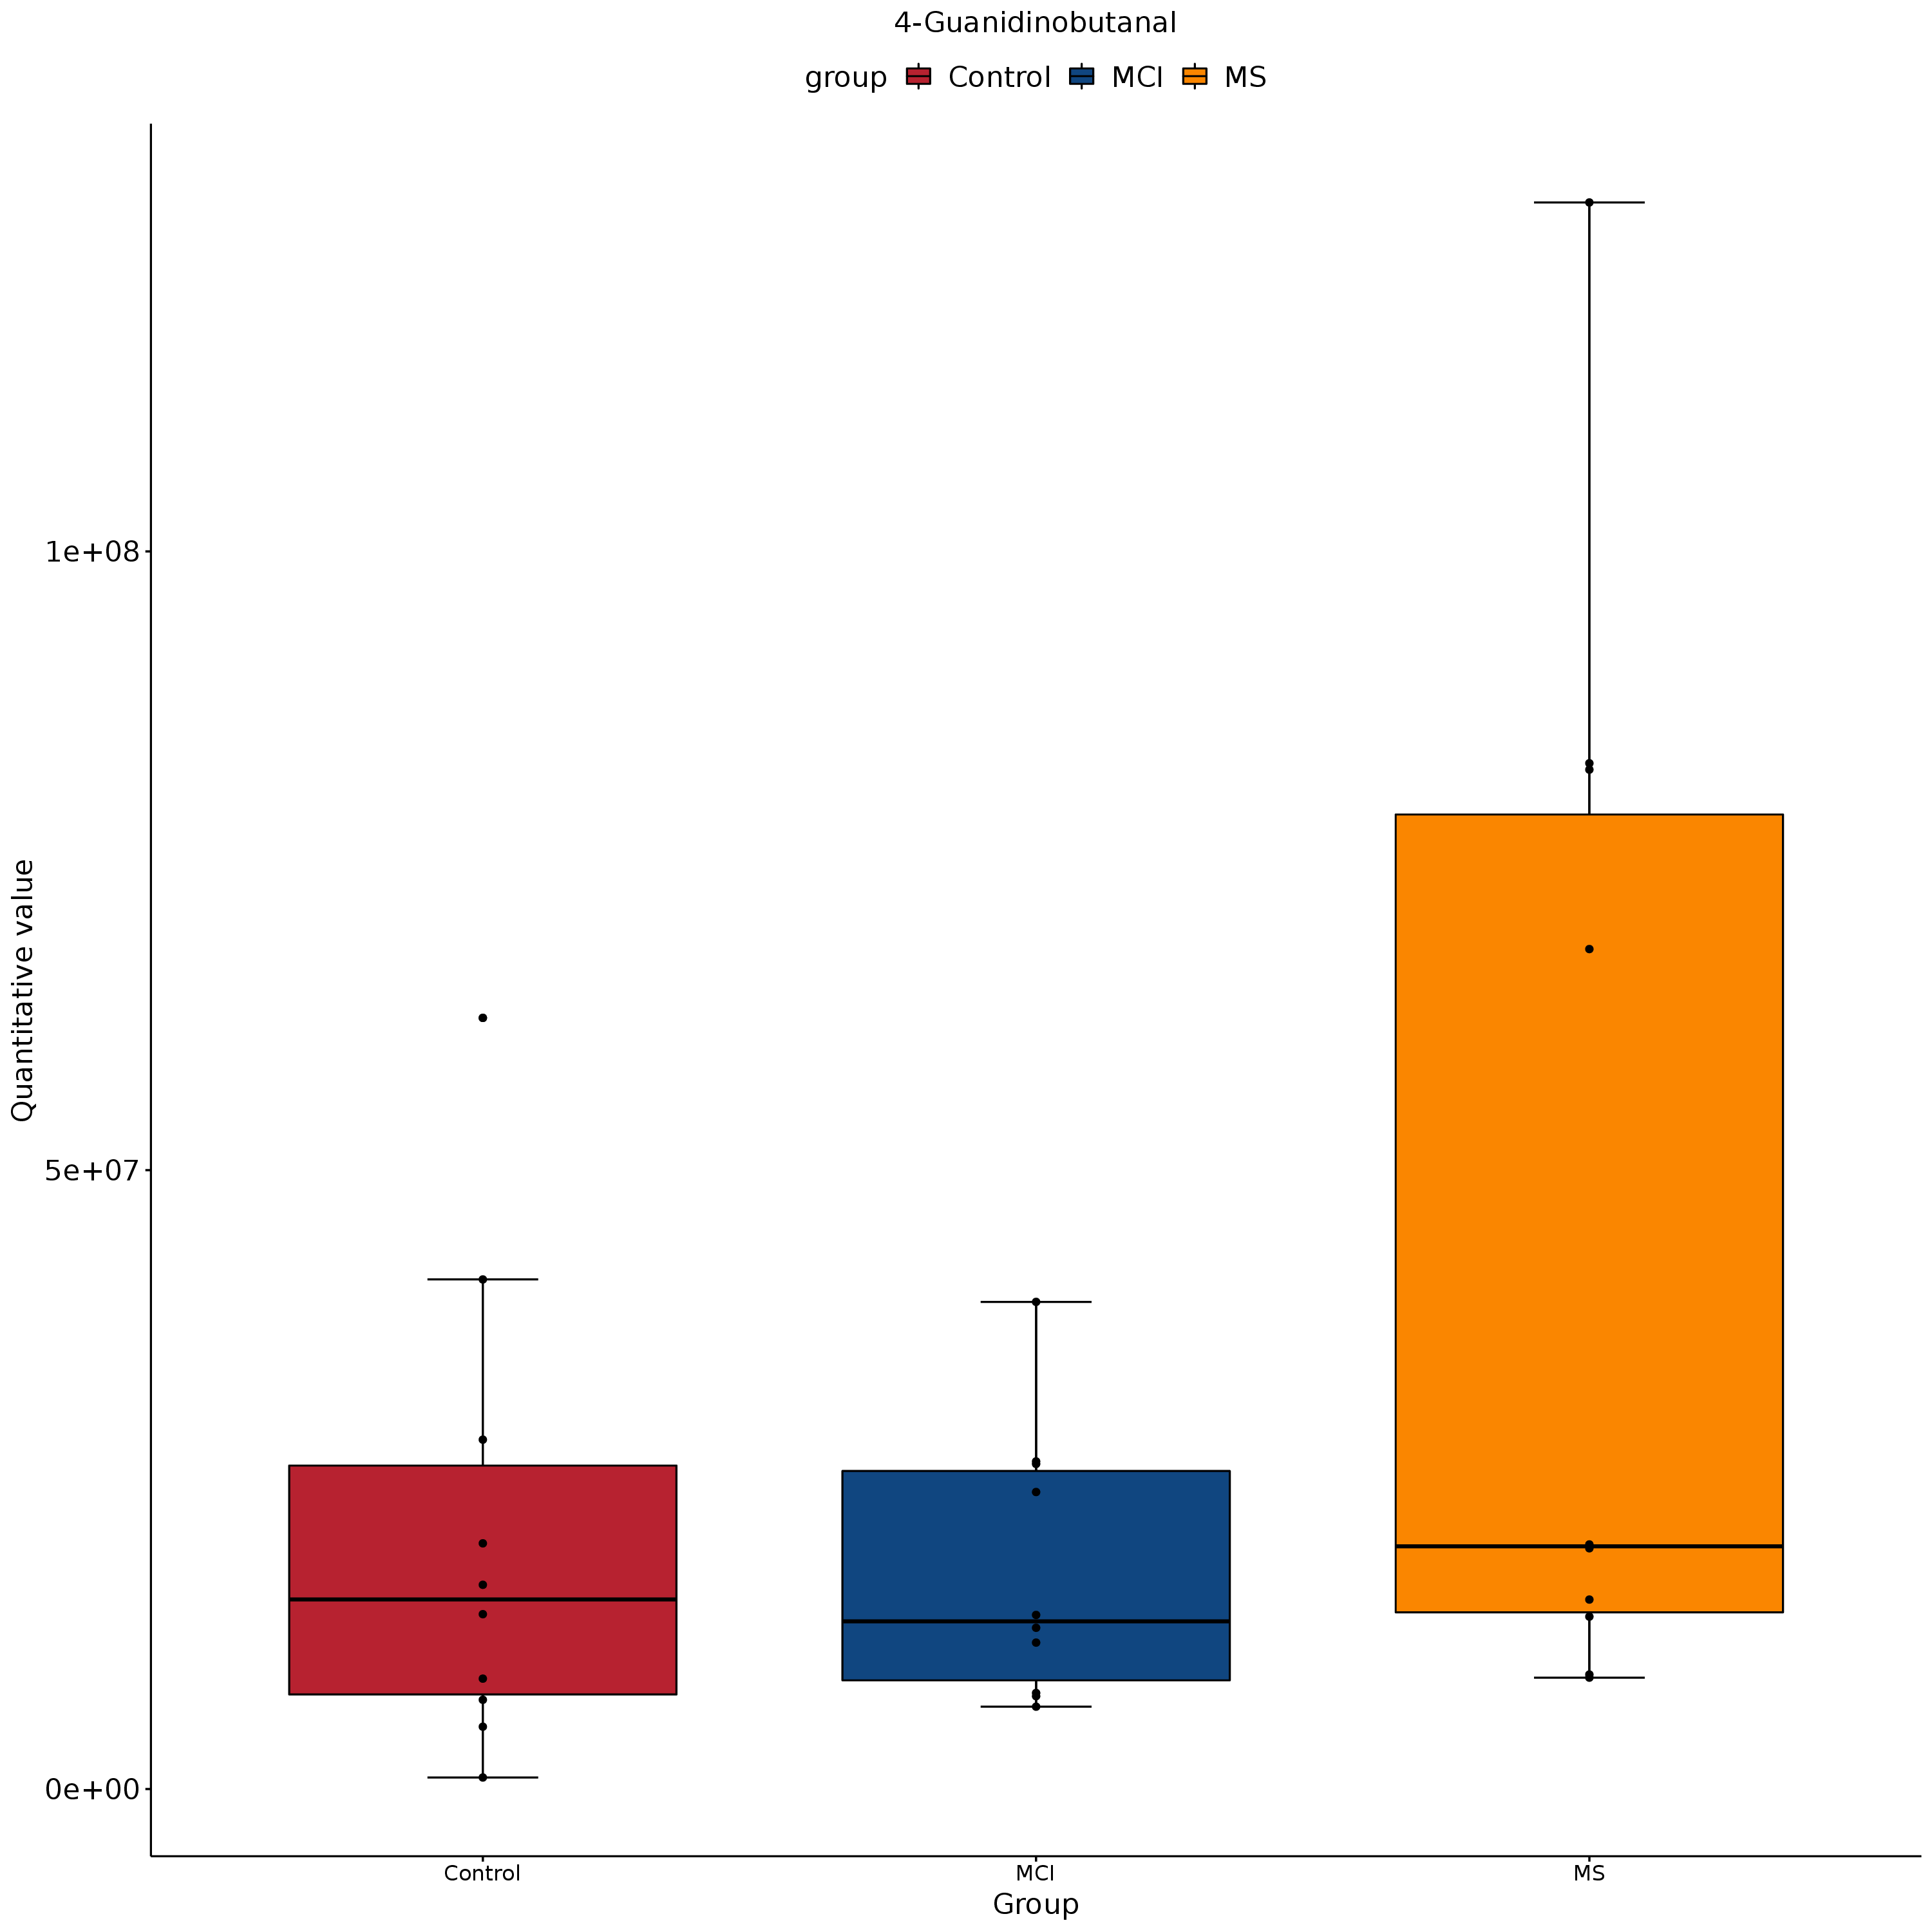 4-Guanidinobutanal
group Control MCI MS
1e+08
5e+07
0e+00
Quantitative value
Control MCI MS
Group